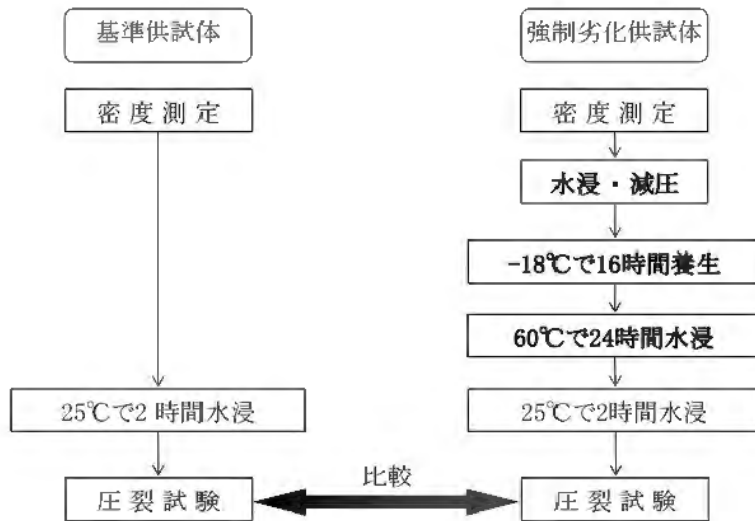 基準供試体
強制劣化供試体
密度測定
密度測定
水浸・減圧
-18℃で16時間養生
60℃で24時間水浸
25℃で2時間水浸
25℃で2時間水浸
比較
圧裂試験
圧裂試験